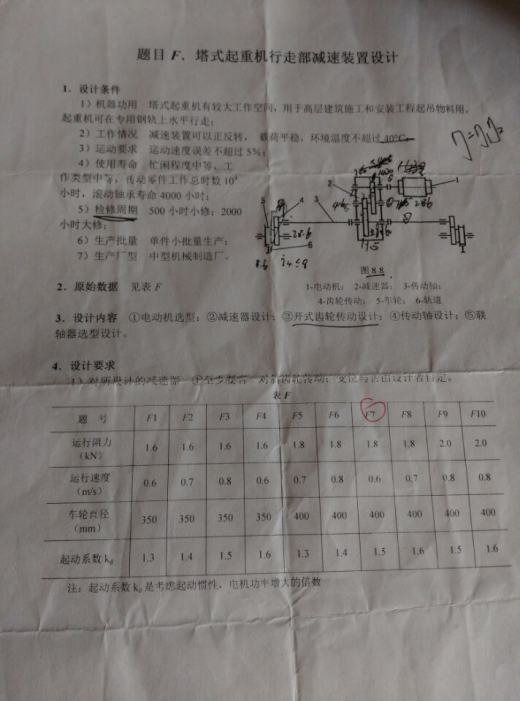 题目 F. 塔式起重机行走部减速装置设计
1. 设计条件
1）机器功用 塔式起重机有较大工作空间，用于高层建筑施工和安装工程起吊物料用，
起重机可在专用钢轨上水平行走；
2）工作情况 减速装置可以正反转，载荷平稳，环境温度不超过 40℃；
3）运动要求 运动速度误差不超过 5%；
4）使用寿命 忙闲程度中等，工
作类型中等，传动零件工作总时数 10⁴
小时，滚动轴承寿命 4000 小时；
5）检修周期 500 小时小修；2000
小时大修；
6）生产批量 单件小批量生产；
7）生产厂型 中型机械制造厂。
η=η₁η₂
2 4 3 1
5 6
i4≤9
115
图 8.8
1-电动机； 2-减速器； 3-传动轴；
4-齿轮传动； 5-车轮； 6-轨道
2. 原始数据 见表 F
3. 设计内容 ①电动机选型；②减速器设计；③开式齿轮传动设计；④传动轴设计；⑤联
轴器选型设计。
4. 设计要求
表 F
题 号 F1 F2 F3 F4 F5 F6 F7 F8 F9 F10
运行阻力（kN） 1.6 1.6 1.6 1.6 1.8 1.8 1.8 1.8 2.0 2.0
运行速度（m/s） 0.6 0.7 0.8 0.6 0.7 0.8 0.6 0.7 0.8 0.8
车轮直径（mm） 350 350 350 350 400 400 400 400 400 400
起动系数 kd 1.3 1.4 1.5 1.6 1.3 1.4 1.5 1.6 1.5 1.6
注：起动系数 kd 是考虑起动惯性，电机功率增大的倍数